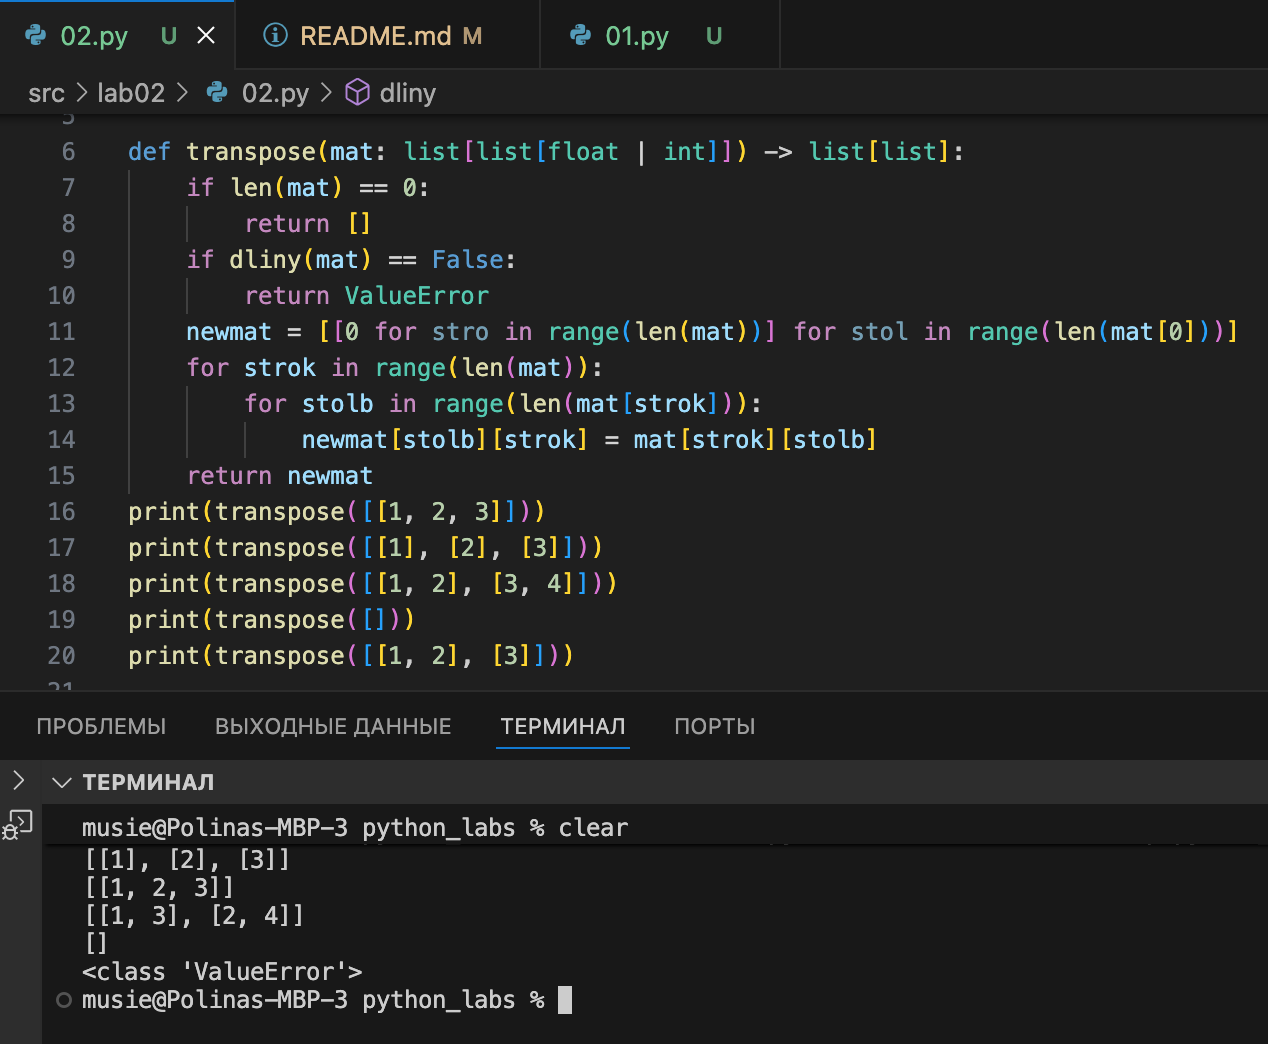 02.py U
README.md M
01.py U
src > lab02 > 02.py > dliny
5
6 def transpose(mat: list[list[float | int]]) -> list[list]:
7     if len(mat) == 0:
8         return []
9     if dliny(mat) == False:
10         return ValueError
11     newmat = [[0 for stro in range(len(mat))] for stol in range(len(mat[0]))]
12     for strok in range(len(mat)):
13         for stolb in range(len(mat[strok])):
14             newmat[stolb][strok] = mat[strok][stolb]
15     return newmat
16 print(transpose([[1, 2, 3]]))
17 print(transpose([[1], [2], [3]]))
18 print(transpose([[1, 2], [3, 4]]))
19 print(transpose([]))
20 print(transpose([[1, 2], [3]]))
21
ПРОБЛЕМЫ ВЫХОДНЫЕ ДАННЫЕ ТЕРМИНАЛ ПОРТЫ
ТЕРМИНАЛ
musie@Polinas-MBP-3 python_labs % clear
[[1], [2], [3]]
[[1, 2, 3]]
[[1, 3], [2, 4]]
[]
<class 'ValueError'>
musie@Polinas-MBP-3 python_labs %